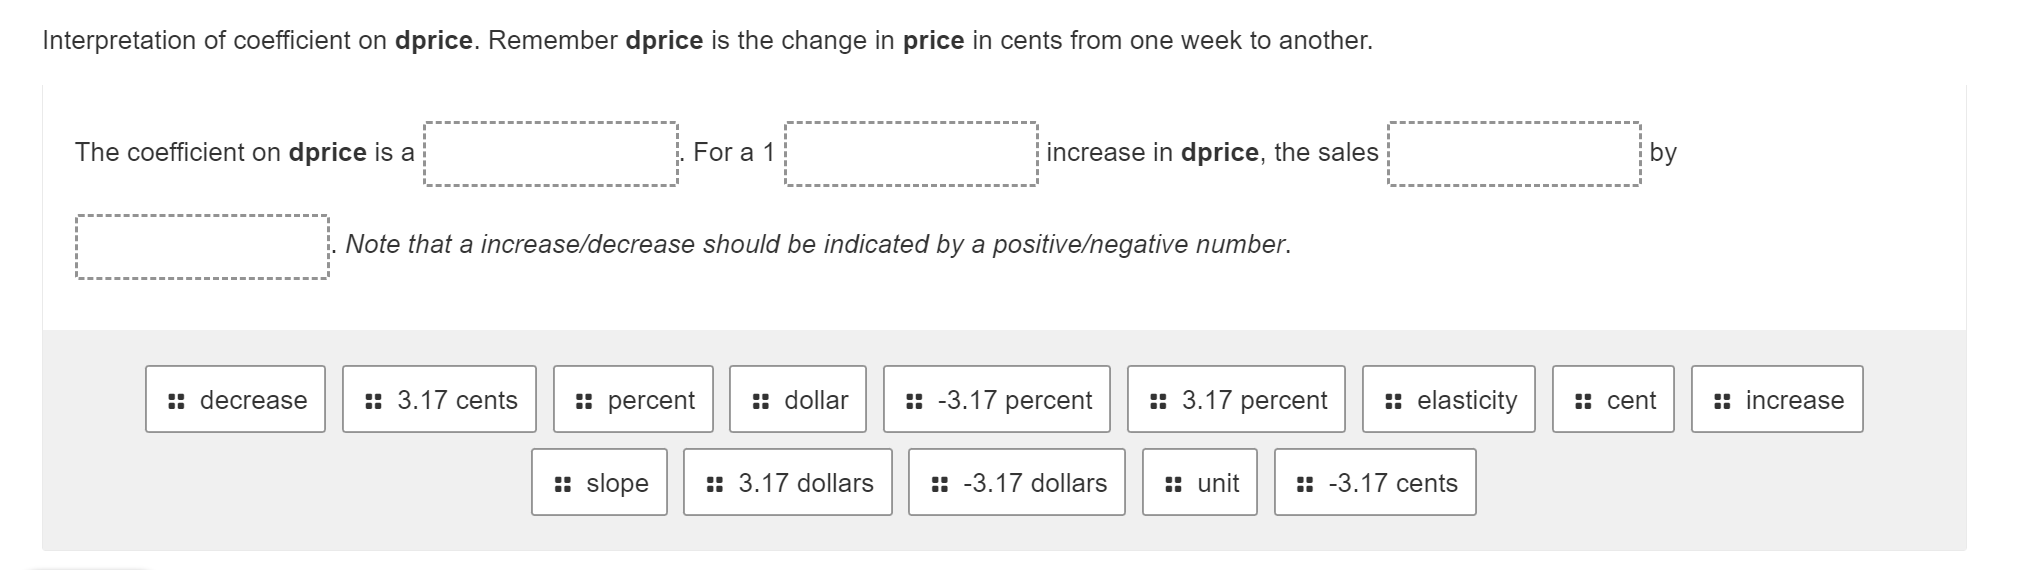 Interpretation of coefficient on dprice. Remember dprice is the change in price in cents from one week to another.
The coefficient on dprice is a . For a 1 increase in dprice, the sales by
. Note that a increase/decrease should be indicated by a positive/negative number.
decrease 3.17 cents percent dollar -3.17 percent 3.17 percent elasticity cent increase
slope 3.17 dollars -3.17 dollars unit -3.17 cents